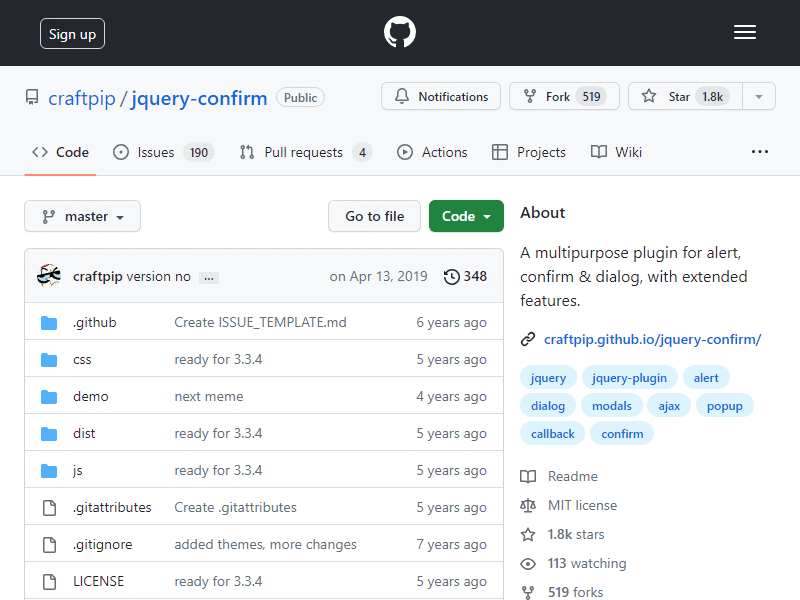 Sign up
craftpip / jquery-confirm Public
Notifications Fork 519 Star 1.8k
Code Issues 190 Pull requests 4 Actions Projects Wiki ...
master Go to file Code
craftpip version no ... on Apr 13, 2019 348
.github Create ISSUE_TEMPLATE.md 6 years ago
css ready for 3.3.4 5 years ago
demo next meme 4 years ago
dist ready for 3.3.4 5 years ago
js ready for 3.3.4 5 years ago
.gitattributes Create .gitattributes 5 years ago
.gitignore added themes, more changes 7 years ago
LICENSE ready for 3.3.4 5 years ago
About
A multipurpose plugin for alert,
confirm & dialog, with extended
features.
craftpip.github.io/jquery-confirm/
jquery jquery-plugin alert
dialog modals ajax popup
callback confirm
Readme
MIT license
1.8k stars
113 watching
519 forks